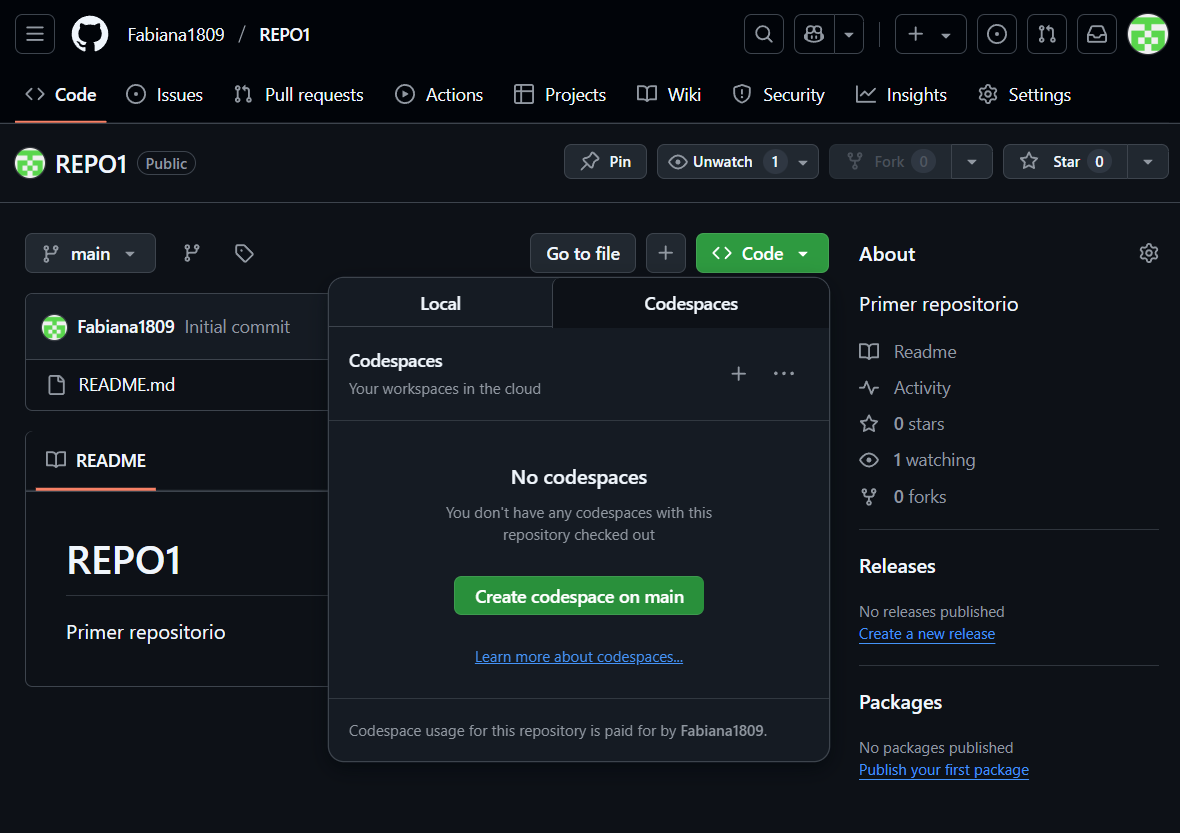 Fabiana1809 / REPO1
Code Issues Pull requests Actions Projects Wiki Security Insights Settings
REPO1 Public Pin Unwatch 1 Fork 0 Star 0
main Go to file Code
Local Codespaces
Fabiana1809 Initial commit
README.md
README
REPO1
Primer repositorio
Codespaces
Your workspaces in the cloud
No codespaces
You don't have any codespaces with this
repository checked out
Create codespace on main
Learn more about codespaces...
Codespace usage for this repository is paid for by Fabiana1809.
About
Primer repositorio
Readme
Activity
0 stars
1 watching
0 forks
Releases
No releases published
Create a new release
Packages
No packages published
Publish your first package